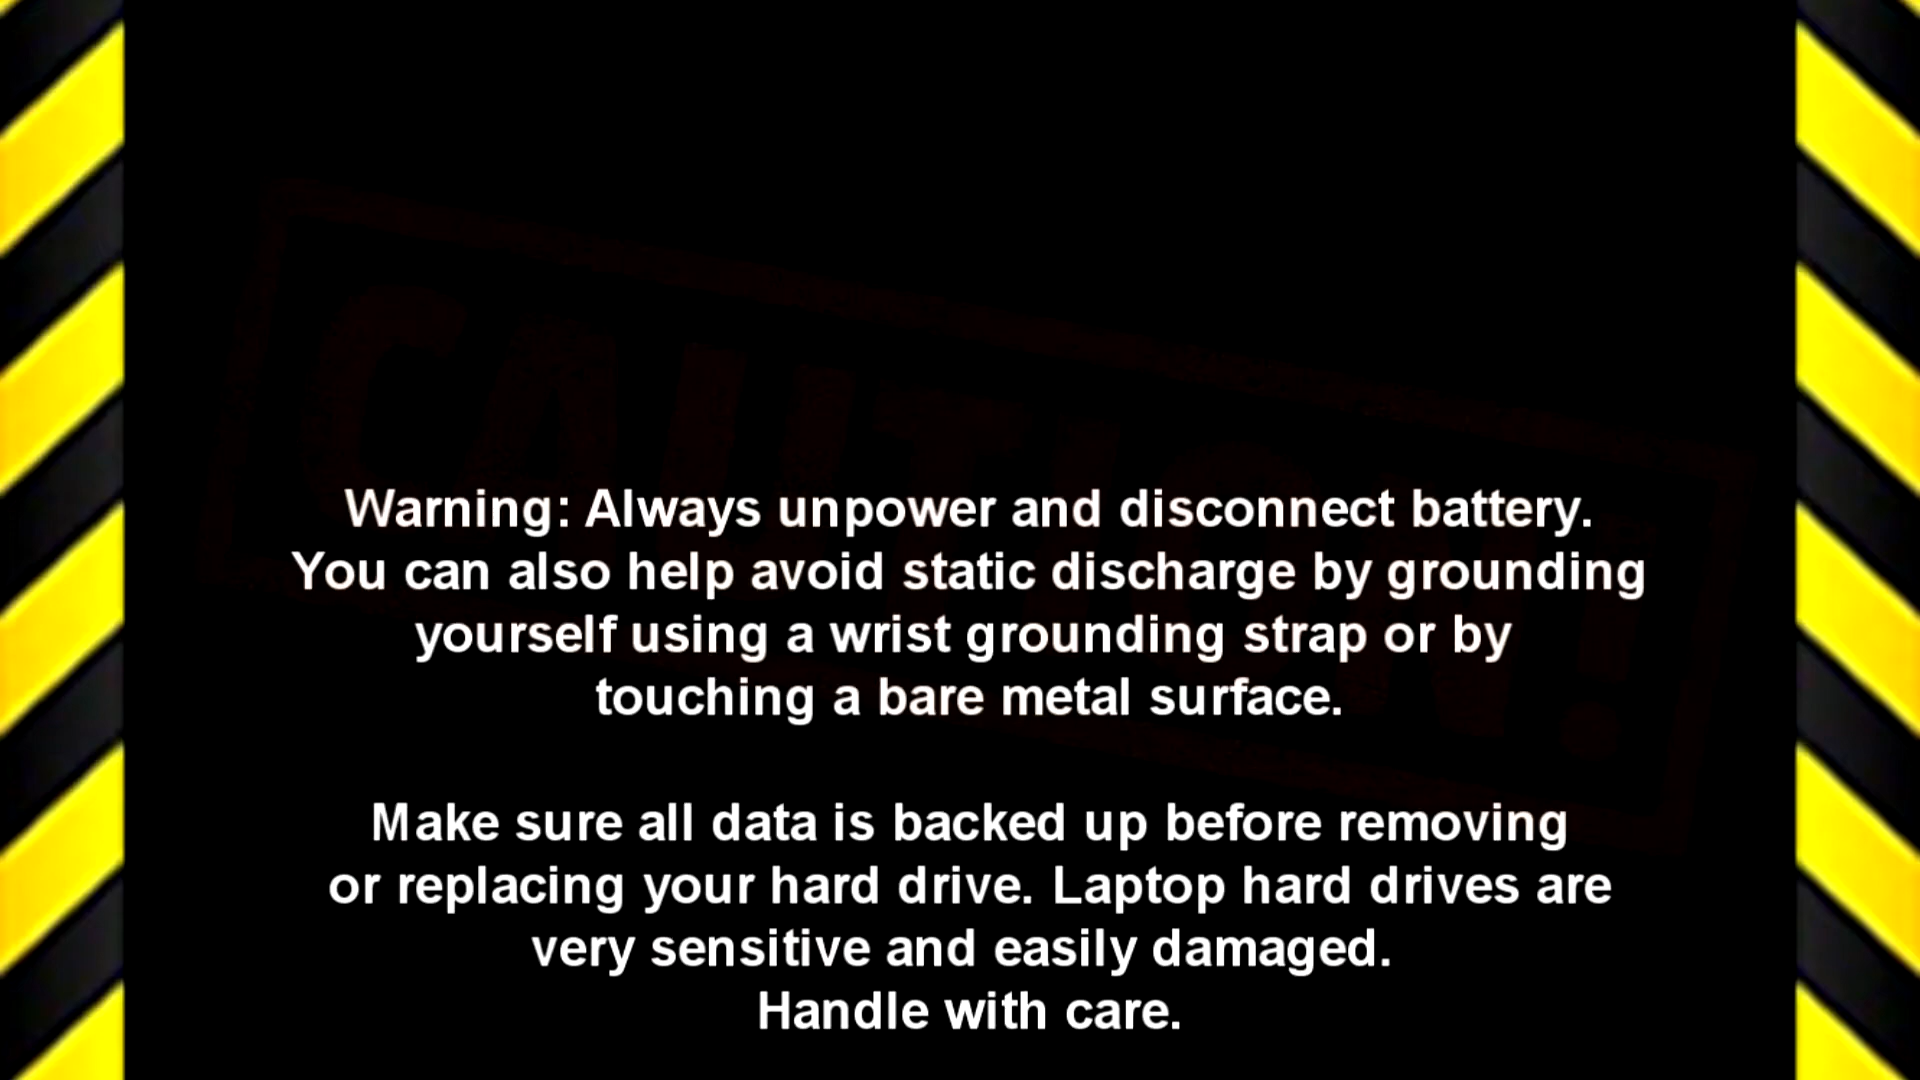 CAUTION!
Warning: Always unpower and disconnect battery.
You can also help avoid static discharge by grounding
yourself using a wrist grounding strap or by
touching a bare metal surface.
Make sure all data is backed up before removing
or replacing your hard drive. Laptop hard drives are
very sensitive and easily damaged.
Handle with care.